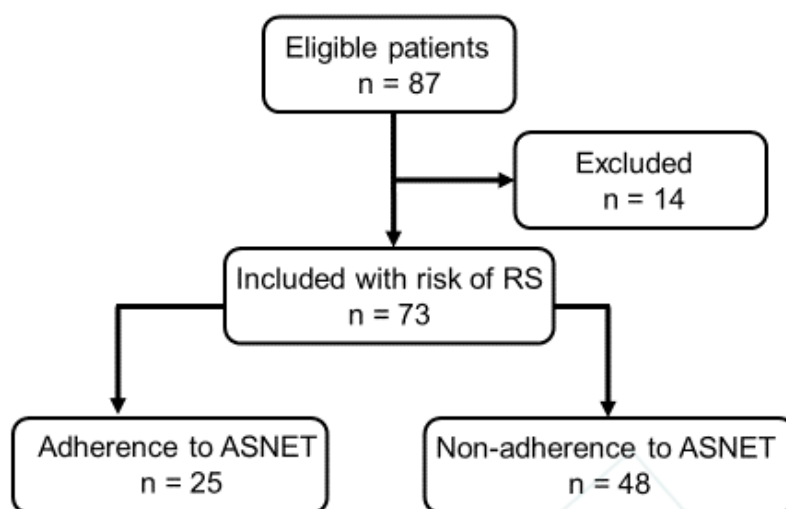 Eligible patients
n = 87
Excluded
n = 14
Included with risk of RS
n = 73
Adherence to ASNET
n = 25
Non-adherence to ASNET
n = 48